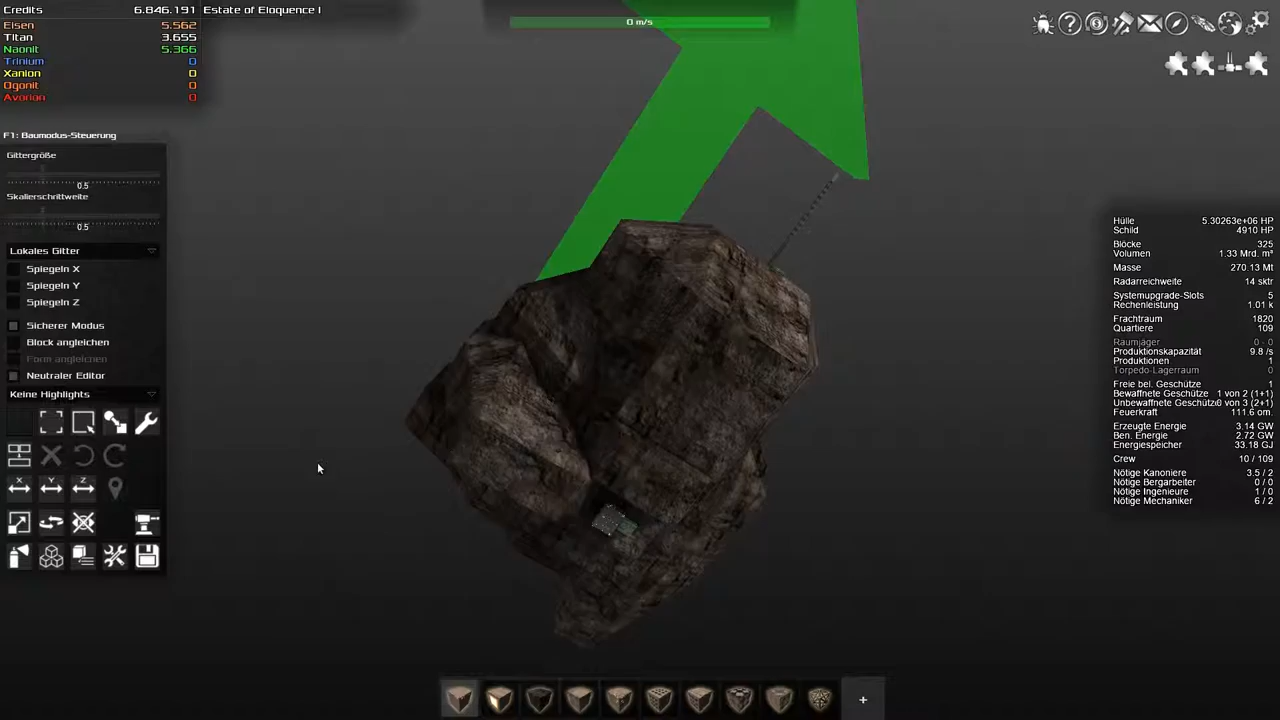 Credits 6.846.191 Estate of Eloquence I
Eisen 5.562
Titan 3.655
Naonit 5.366
Trinium 0
Xanion 0
Ogonit 0
Avorion 0
0 m/s
F1: Baumodus-Steuerung
Gittergröße
0.5
Skalierschrittweite
0.5
Lokales Gitter
Spiegeln X
Spiegeln Y
Spiegeln Z
Sicherer Modus
Block angleichen
Form angleichen
Neutraler Editor
Keine Highlights
X Y Z
Hülle 5.30263e+06 HP
Schild 4910 HP
Blöcke 325
Volumen 1.33 Mrd. m³
Masse 270.13 Mt
Radarreichweite 14 sktr
Systemupgrade-Slots 5
Rechenleistung 1.01 k
Frachtraum 1820
Quartiere 109
Raumjäger 0 - 0
Produktionskapazität 9.8 /s
Produktionen 1
Torpedo-Lagerraum 0
Freie bel. Geschütze 1
Bewaffnete Geschütze 1 von 2 (1+1)
Unbewaffnete Geschütz 0 von 3 (2+1)
Feuerkraft 111.6 om.
Erzeugte Energie 3.14 GW
Ben. Energie 2.72 GW
Energiespeicher 33.18 GJ
Crew 10 / 109
Nötige Kanoniere 3.5 / 2
Nötige Bergarbeiter 0 / 0
Nötige Ingenieure 1 / 0
Nötige Mechaniker 6 / 2
+